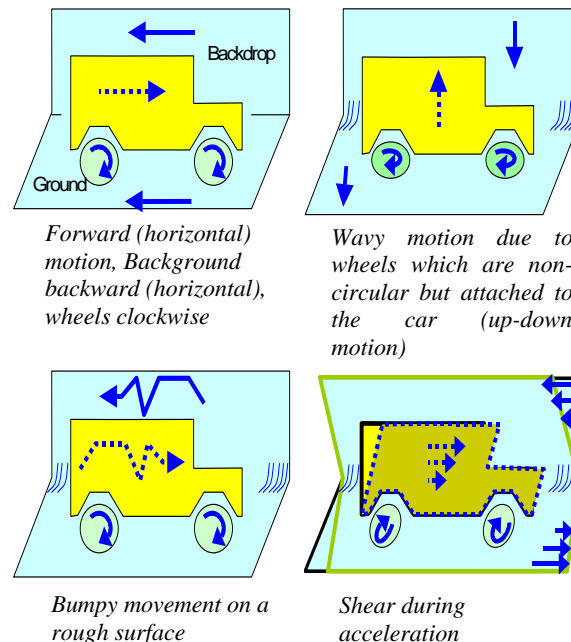 Backdrop
Ground
Forward (horizontal)
motion, Background
backward (horizontal),
wheels clockwise
Wavy motion due to
wheels which are non-
circular but attached to
the car (up-down
motion)
Bumpy movement on a
rough surface
Shear during
acceleration